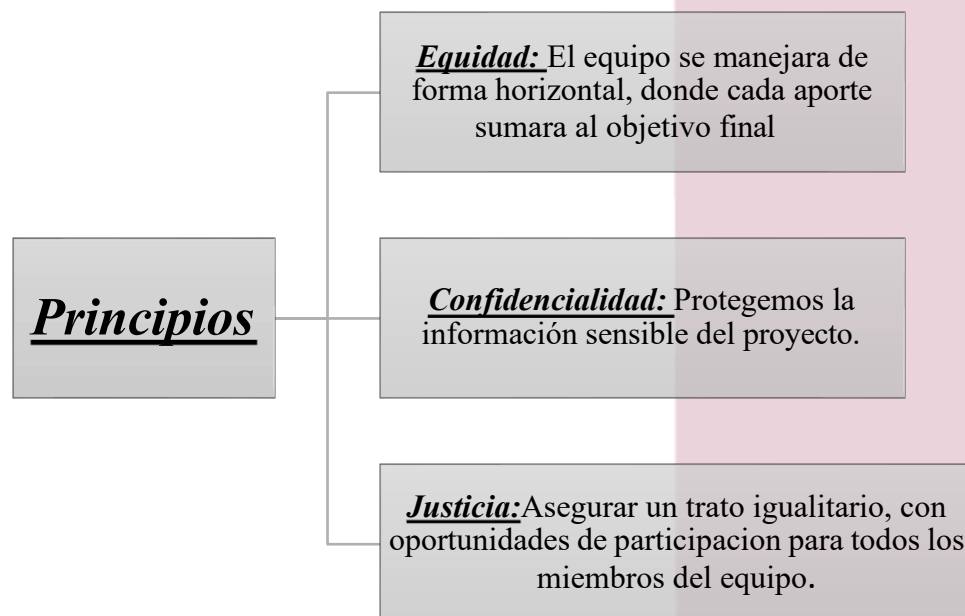 Principios
Equidad: El equipo se manejara de
forma horizontal, donde cada aporte
sumara al objetivo final
Confidencialidad: Protegemos la
información sensible del proyecto.
Justicia:Asegurar un trato igualitario, con
oportunidades de participacion para todos los
miembros del equipo.